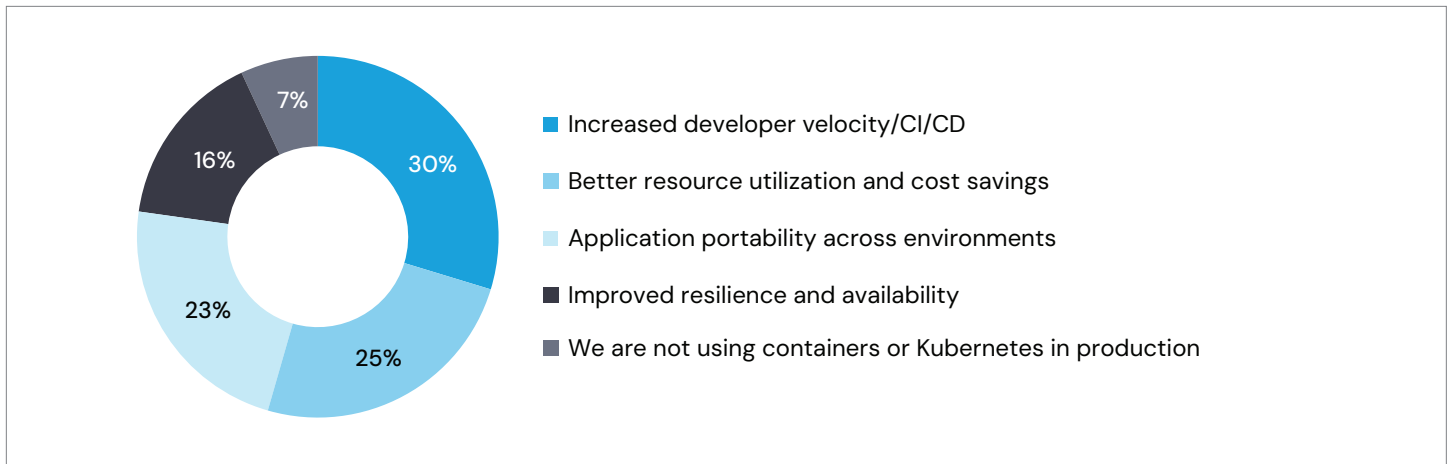 7%
30%
16%
23%
25%
Increased developer velocity/CI/CD
Better resource utilization and cost savings
Application portability across environments
Improved resilience and availability
We are not using containers or Kubernetes in production